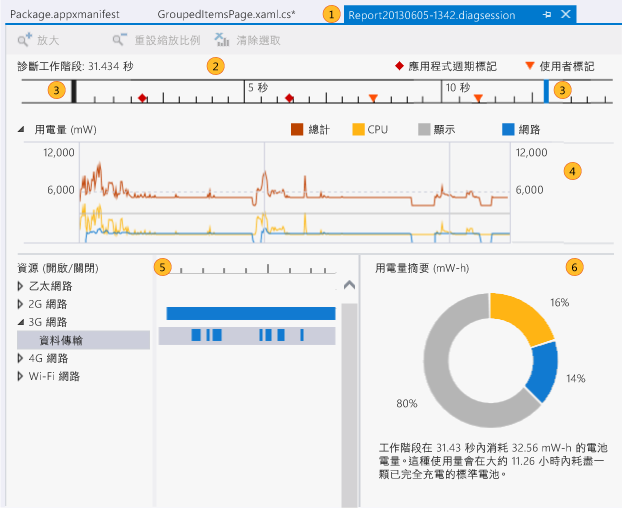 Package.appxmanifest GroupedItemsPage.xaml.cs* 1 Report20130605-1342.diagsession
放大 重設縮放比例 清除選取
診斷工作階段: 31.434 秒 2 應用程式週期標記 使用者標記
3 5 秒 10 秒 3
用電量 (mW) 總計 CPU 顯示 網路
12,000 12,000
4
6,000 6,000
資源 (開啟/關閉) 5 用電量摘要 (mW-h) 6
乙太網路
2G 網路
3G 網路
資料傳輸
4G 網路
Wi-Fi 網路
16%
14%
80%
工作階段在 31.43 秒內消耗 32.56 mW-h 的電池
電量。這種使用量會在大約 11.26 小時內耗盡一
顆已完全充電的標準電池。